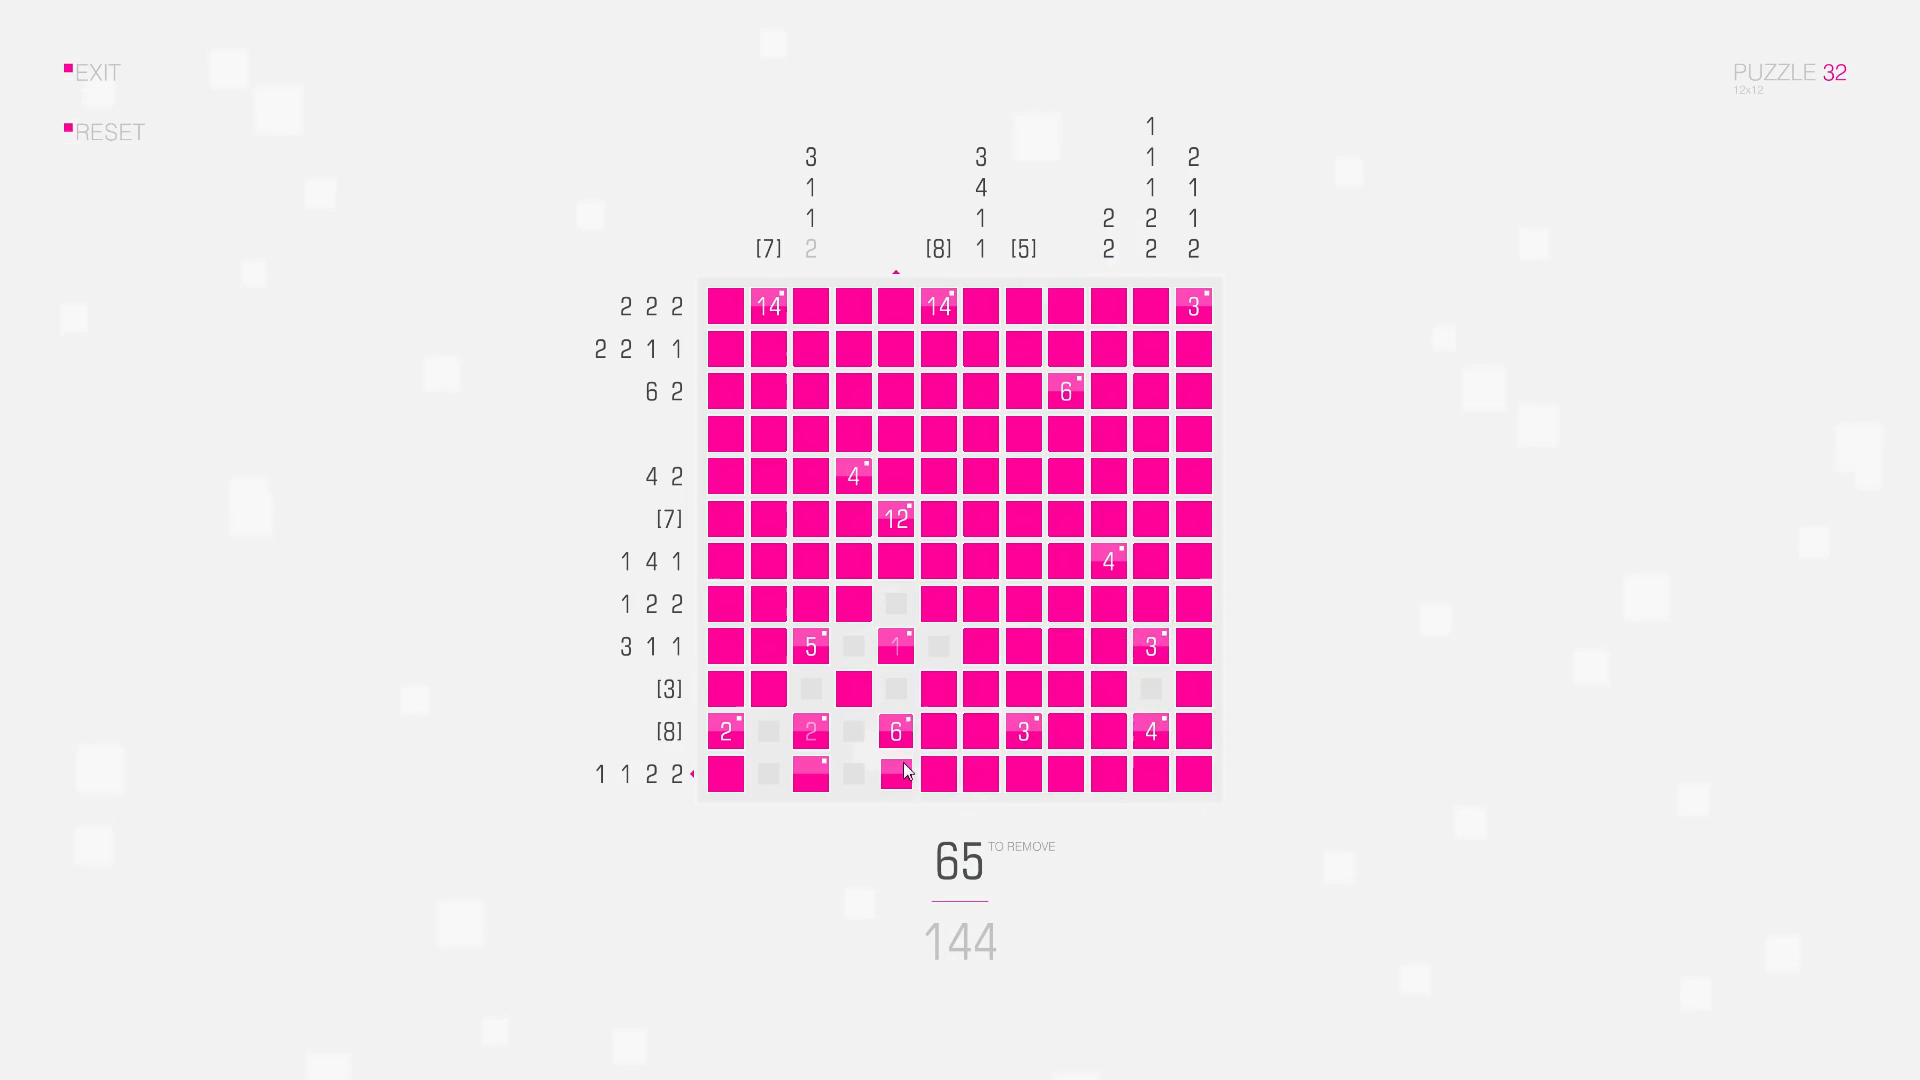 EXIT
RESET
PUZZLE 32
12x12
1
3 3 1 2
1 4 1 1
1 1 2 2 1
[7] 2 [8] 1 [5] 2 2 2
2 2 2 14 14 3
2 2 1 1
6 2 6
4 2 4
[7] 12
1 4 1 4
1 2 2
3 1 1 5 1 3
[3]
[8] 2 2 6 3 4
1 1 2 2
65 TO REMOVE
144